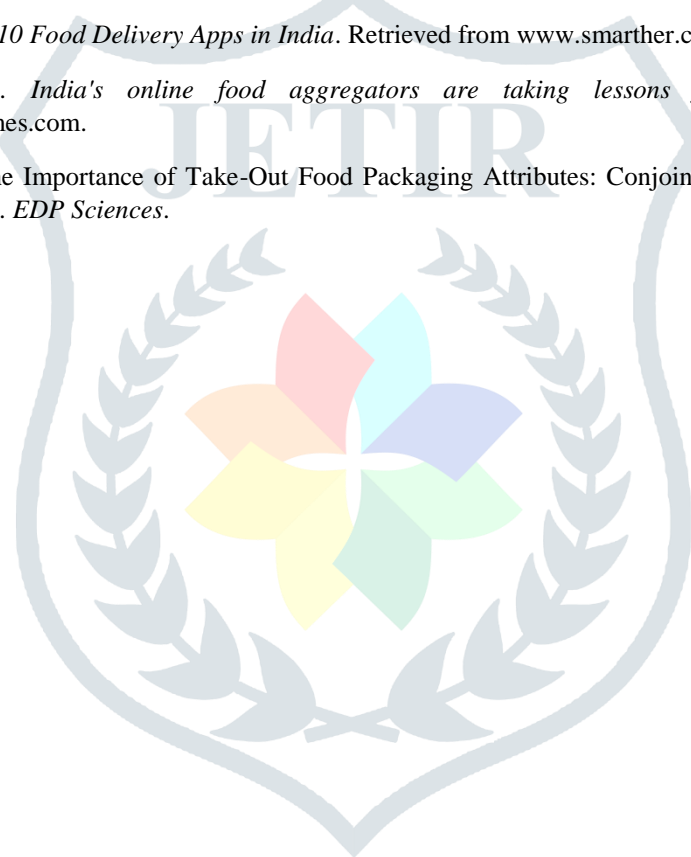 10 Food Delivery Apps in India. Retrieved from www.smarther.c
. India's online food aggregators are taking lessons
nes.com.
JETIR
ne Importance of Take-Out Food Packaging Attributes: Conjoin
. EDP Sciences.